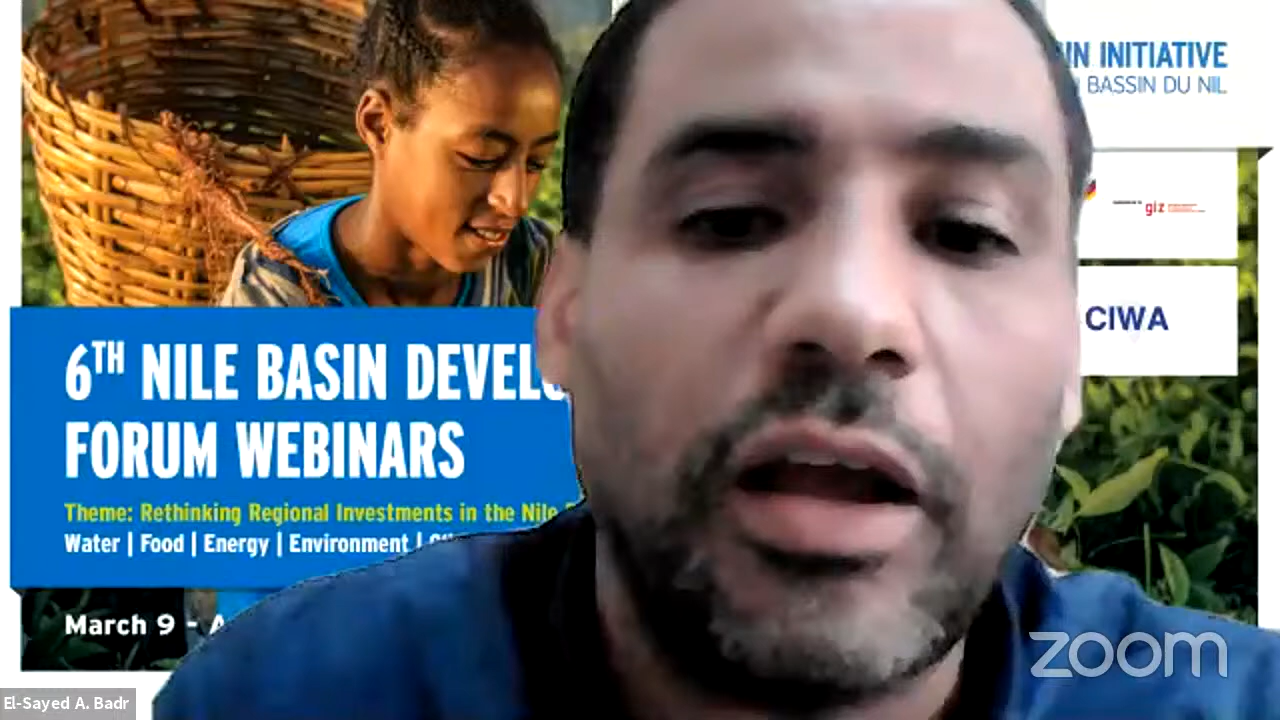 IN INITIATIVE
BASSIN DU NIL
giz
CIWA
6TH NILE BASIN
FORUM WEBINARS
Theme: Rethinking Regional Investments in the Nile
Water | Food | Energy | Environment |
March 9 -
zoom
El-Sayed A. Badr